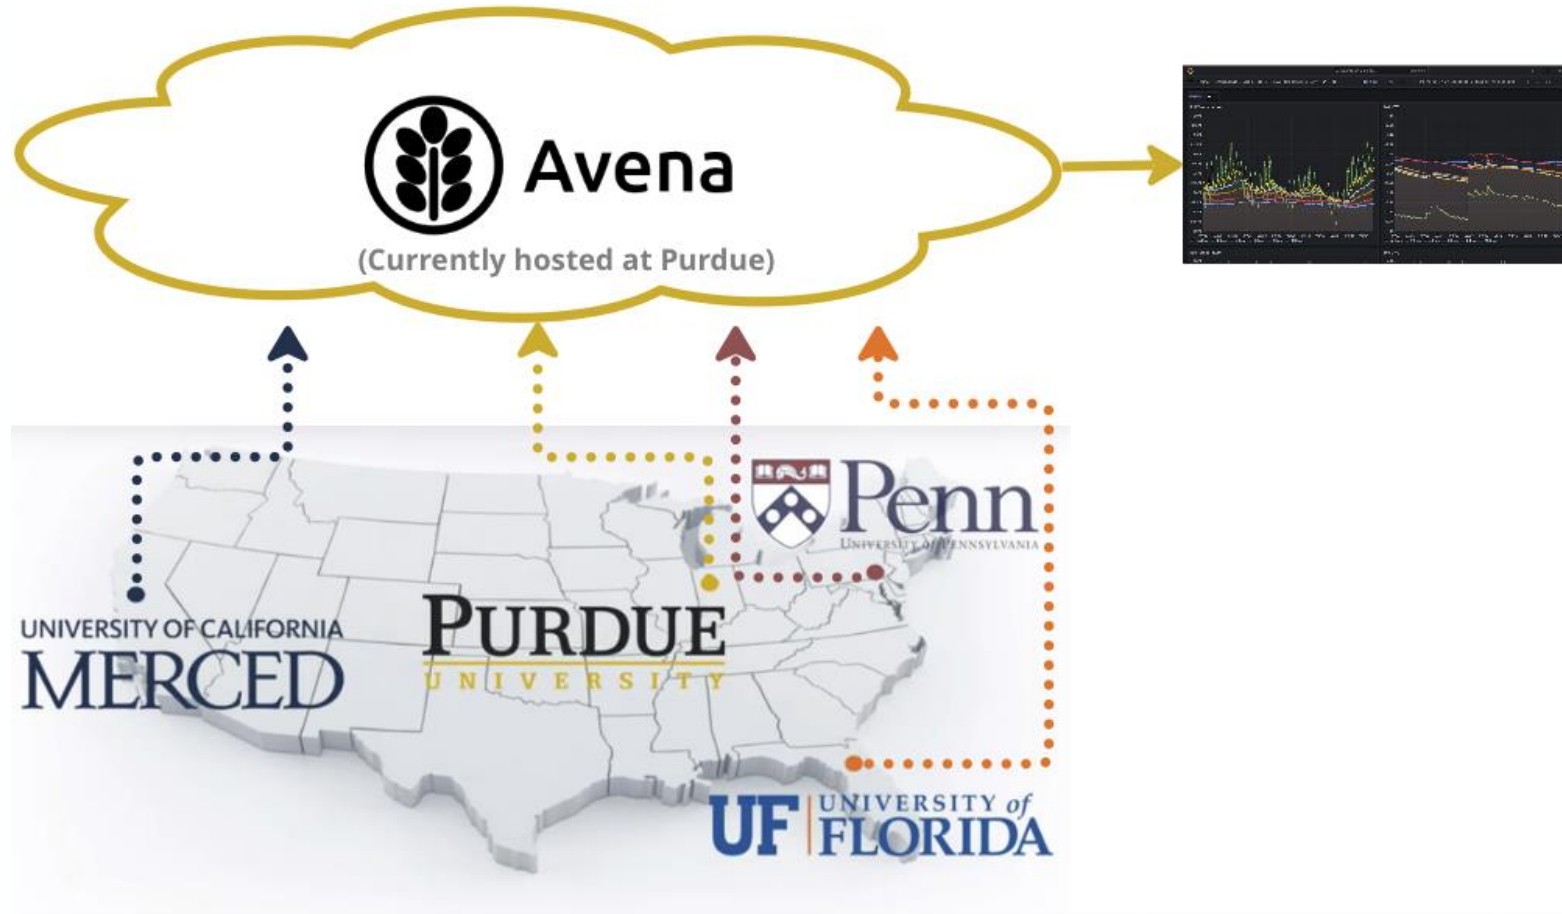 Avena
(Currently hosted at Purdue)
Penn
UNIVERSITY of PENNSYLVANIA
UNIVERSITY OF CALIFORNIA
MERCED
PURDUE
UNIVERSITY
UF UNIVERSITY of
FLORIDA